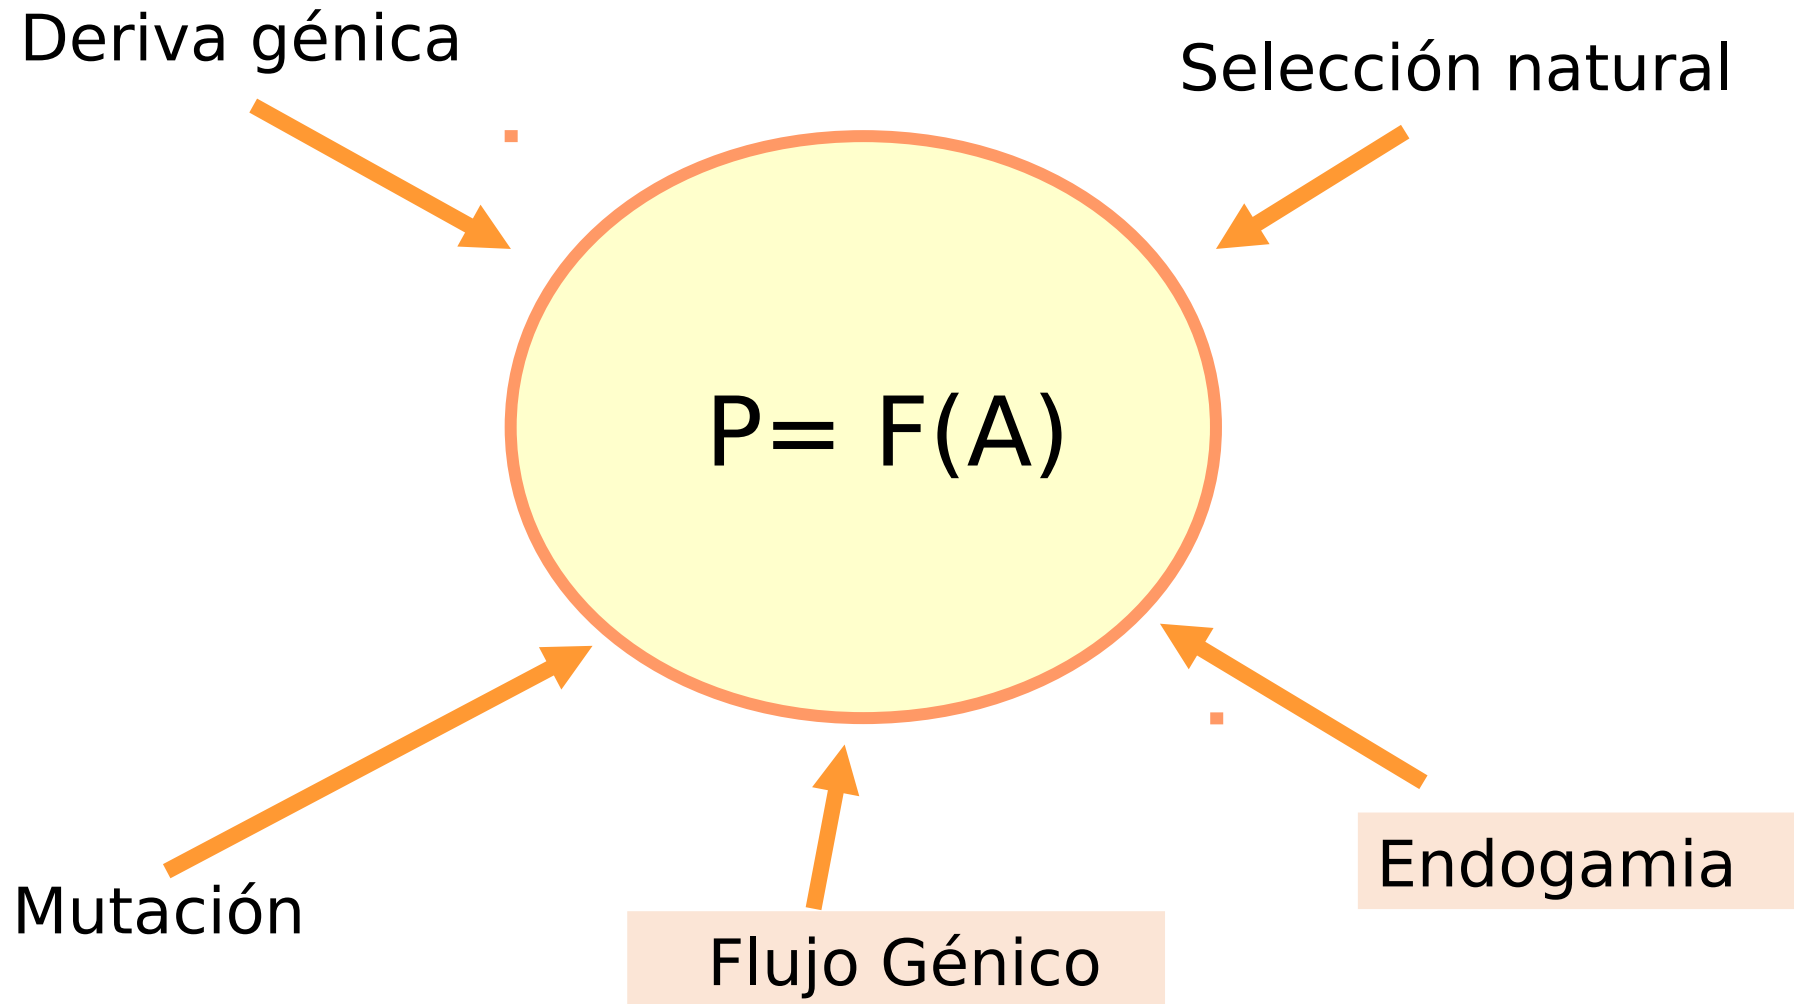 Deriva génica
Selección natural
P= F(A)
Endogamia
Mutación
Flujo Génico